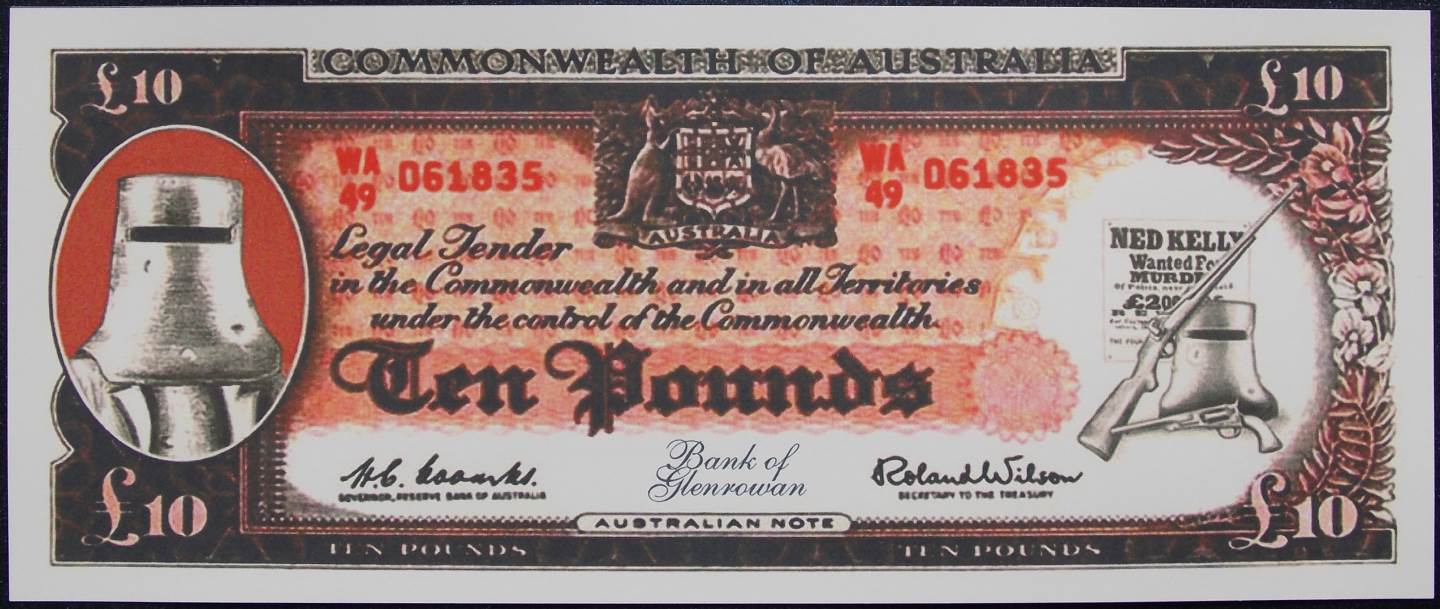 COMMONWEALTH OF AUSTRALIA
£10
£10
WA
49
061835
WA
49
061835
AUSTRALIA
Legal Tender
in the Commonwealth and in all Territories
under the control of the Commonwealth.
Ten Pounds
NED KELLY
Wanted
H.C. Coombs.
GOVERNOR, RESERVE BANK OF AUSTRALIA
Bank of
Glenrowan
Roland Wilson
SECRETARY TO THE TREASURY
£10
AUSTRALIAN NOTE
£10
TEN POUNDS
TEN POUNDS